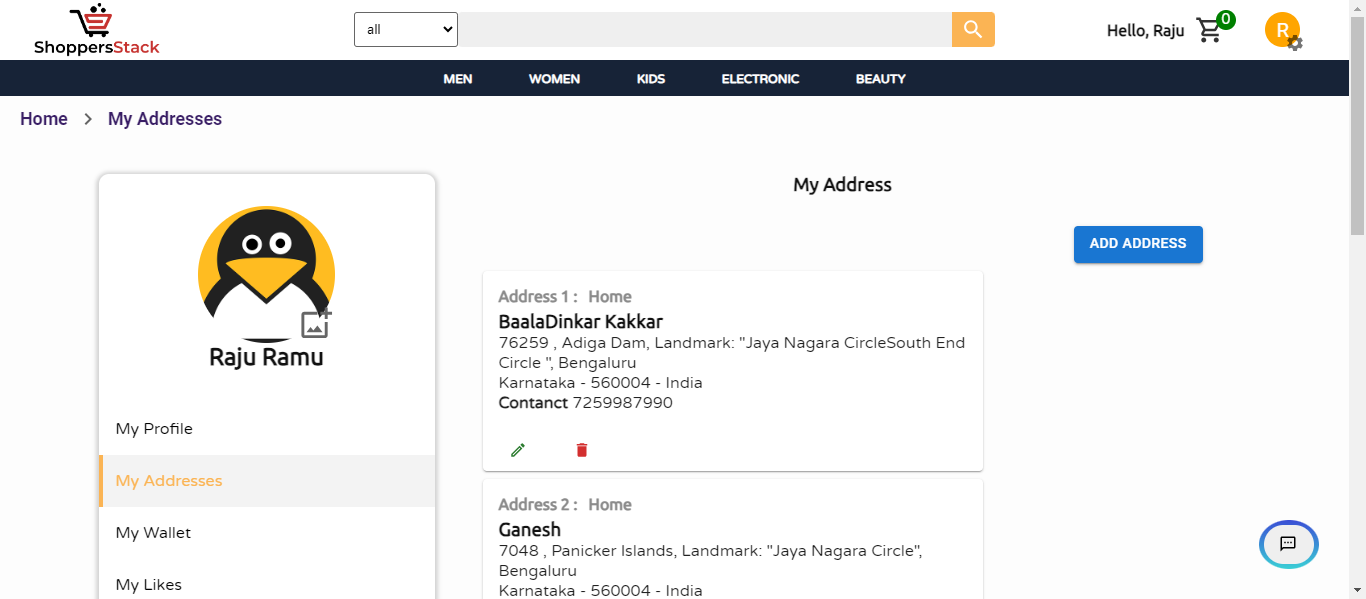 ShoppersStack
all
Hello, Raju
0
R
MEN WOMEN KIDS ELECTRONIC BEAUTY
Home > My Addresses
Raju Ramu
My Profile
My Addresses
My Wallet
My Likes
My Address
ADD ADDRESS
Address 1 : Home
BaalaDinkar Kakkar
76259 , Adiga Dam, Landmark: "Jaya Nagara CircleSouth End
Circle ", Bengaluru
Karnataka - 560004 - India
Contanct 7259987990
Address 2 : Home
Ganesh
7048 , Panicker Islands, Landmark: "Jaya Nagara Circle",
Bengaluru
Karnataka - 560004 - India